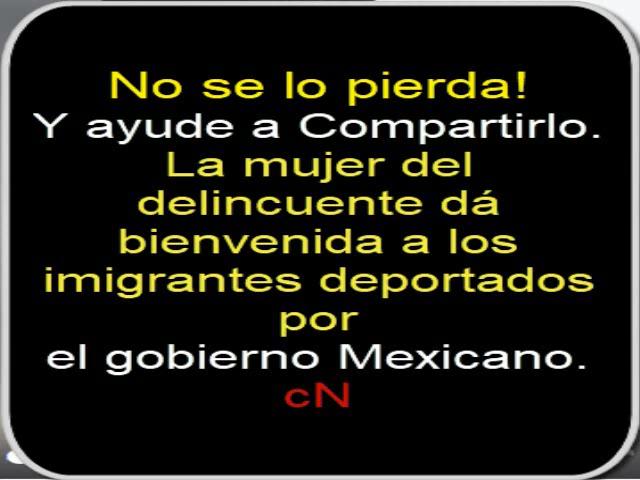 No se lo pierda!
Y ayude a Compartirlo.
La mujer del
delincuente dá
bienvenida a los
imigrantes deportados
por
el gobierno Mexicano.
cN